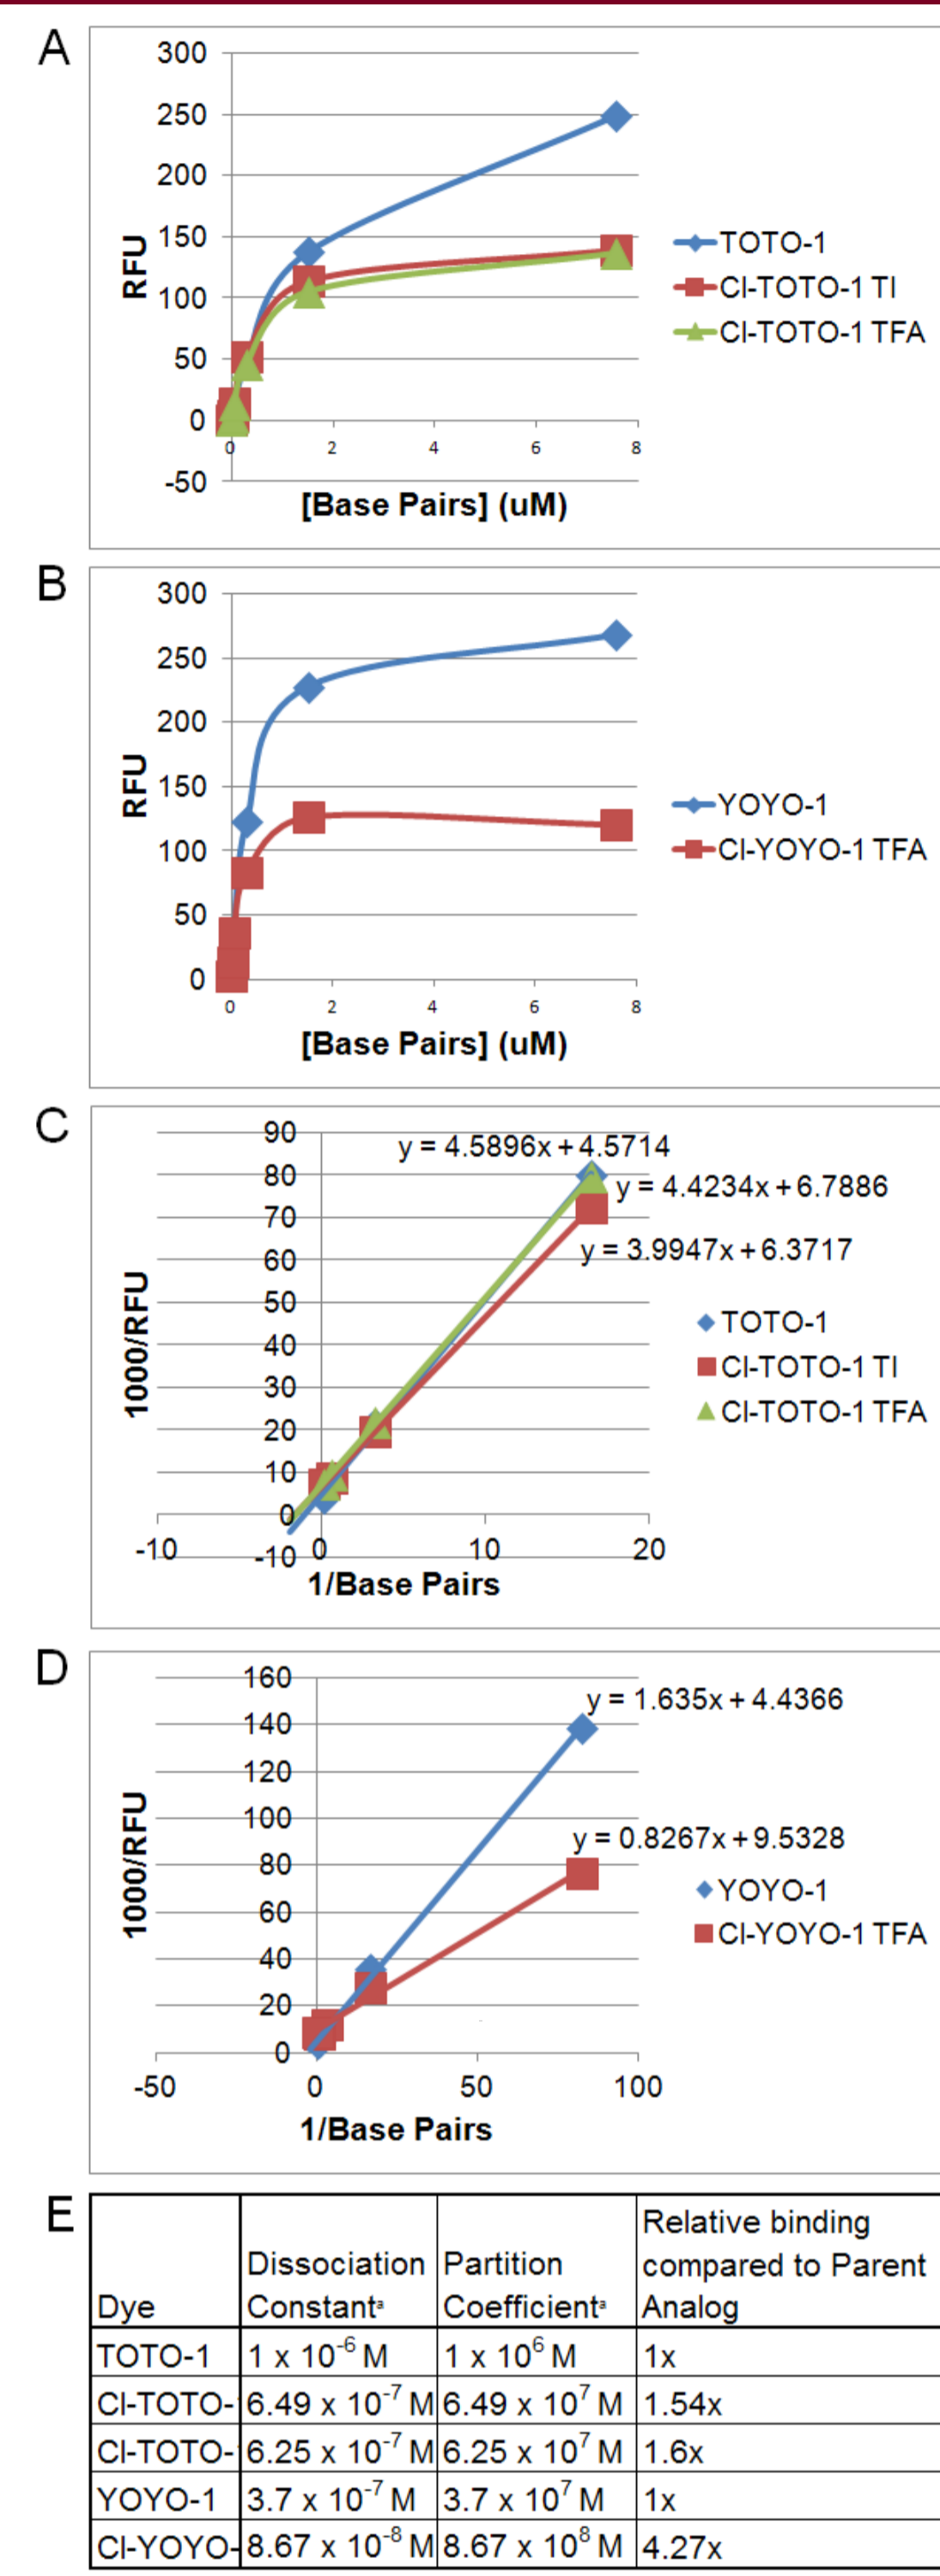 A
300
250
200
150
100
50
0
-50
RFU
0 2 4 6 8
[Base Pairs] (uM)
TOTO-1
Cl-TOTO-1 TI
Cl-TOTO-1 TFA
B
300
250
200
150
100
50
0
RFU
0 2 4 6 8
[Base Pairs] (uM)
YOYO-1
Cl-YOYO-1 TFA
C
90
80
70
60
50
40
30
20
10
0
-10
1000/RFU
y = 4.5896x + 4.5714
y = 4.4234x + 6.7886
y = 3.9947x + 6.3717
-10 0 10 20
1/Base Pairs
TOTO-1
Cl-TOTO-1 TI
Cl-TOTO-1 TFA
D
160
140
120
100
80
60
40
20
0
1000/RFU
y = 1.635x + 4.4366
y = 0.8267x + 9.5328
-50 0 50 100
1/Base Pairs
YOYO-1
Cl-YOYO-1 TFA
E
Dye
Dissociation
Constantᵃ
Partition
Coefficientᵃ
Relative binding
compared to Parent
Analog
TOTO-1 1 x 10⁻⁶ M 1 x 10⁶ M 1x
Cl-TOTO- 6.49 x 10⁻⁷ M 6.49 x 10⁷ M 1.54x
Cl-TOTO- 6.25 x 10⁻⁷ M 6.25 x 10⁷ M 1.6x
YOYO-1 3.7 x 10⁻⁷ M 3.7 x 10⁷ M 1x
Cl-YOYO- 8.67 x 10⁻⁸ M 8.67 x 10⁸ M 4.27x